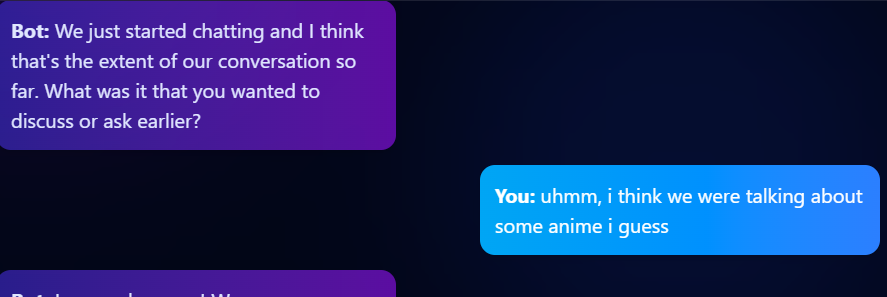 Bot: We just started chatting and I think
that's the extent of our conversation so
far. What was it that you wanted to
discuss or ask earlier?
You: uhmm, i think we were talking about
some anime i guess